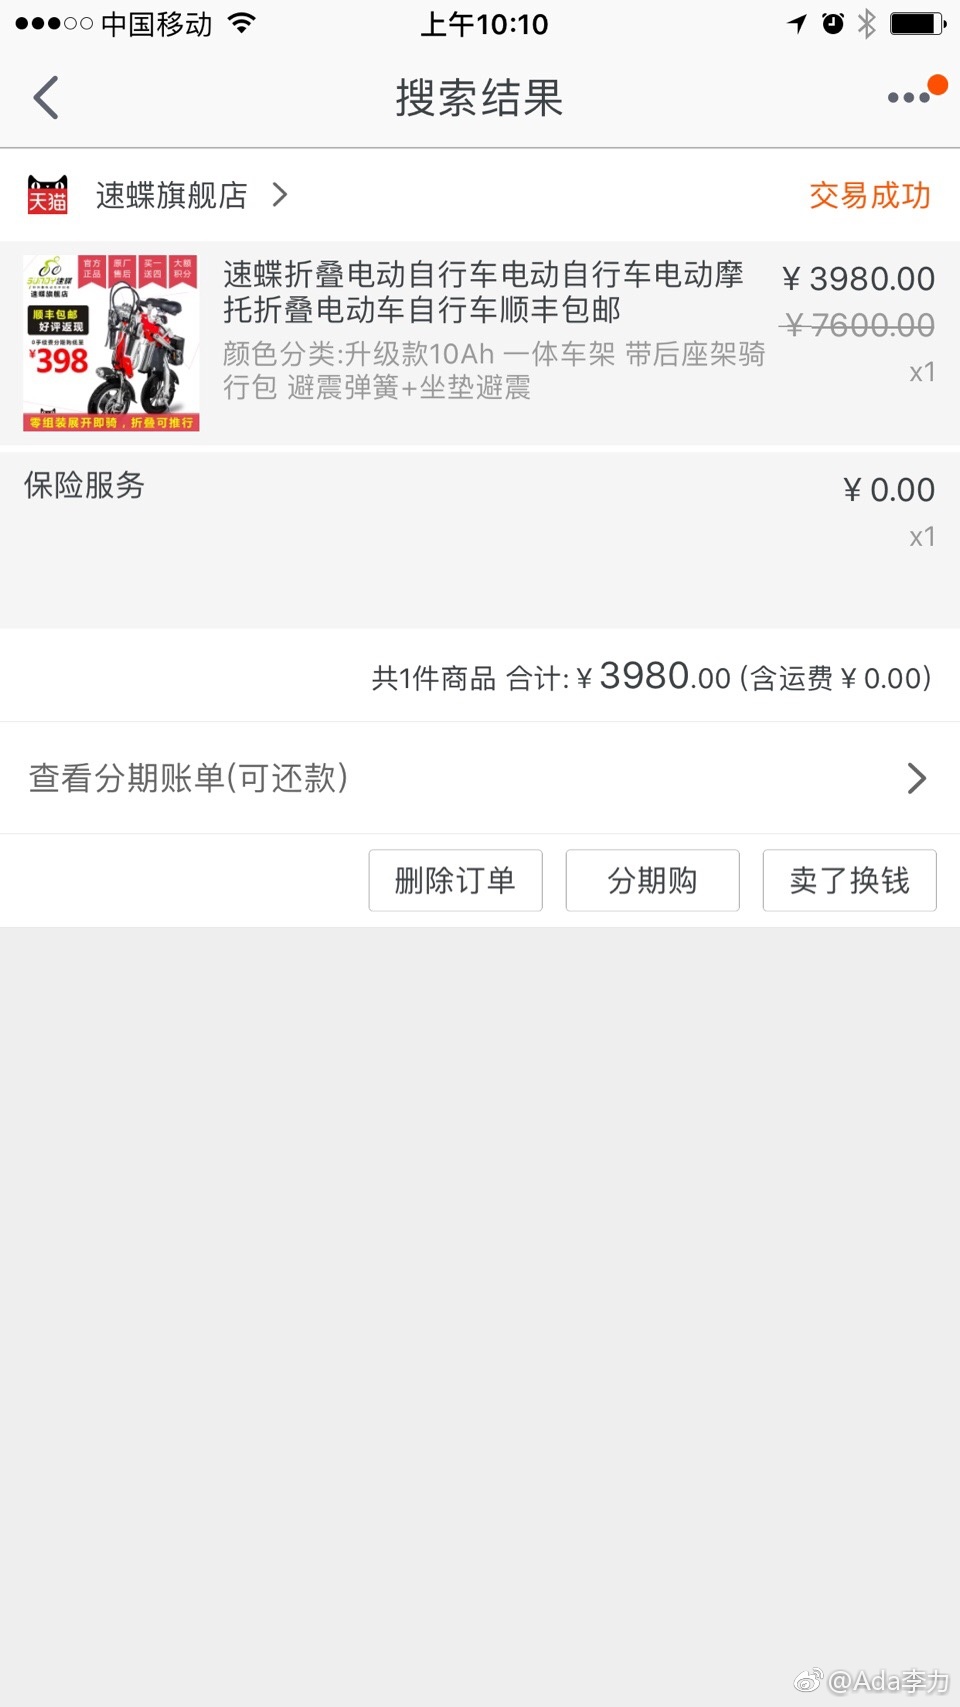 中国移动
上午10:10
搜索结果
天猫
速蝶旗舰店
交易成功
官方正品
原厂售后
买一送四
大额积分
速蝶
速蝶旗舰店
顺丰包邮
好评返现
¥398
零组装展开即骑，折叠可推行
速蝶折叠电动自行车电动自行车电动摩
托折叠电动车自行车顺丰包邮
¥ 3980.00
¥ 7600.00
颜色分类:升级款10Ah 一体车架 带后座架骑
行包 避震弹簧+坐垫避震
x1
保险服务
¥ 0.00
x1
共1件商品 合计:¥ 3980.00 (含运费 ¥ 0.00)
查看分期账单(可还款)
删除订单
分期购
卖了换钱
@Ada李力